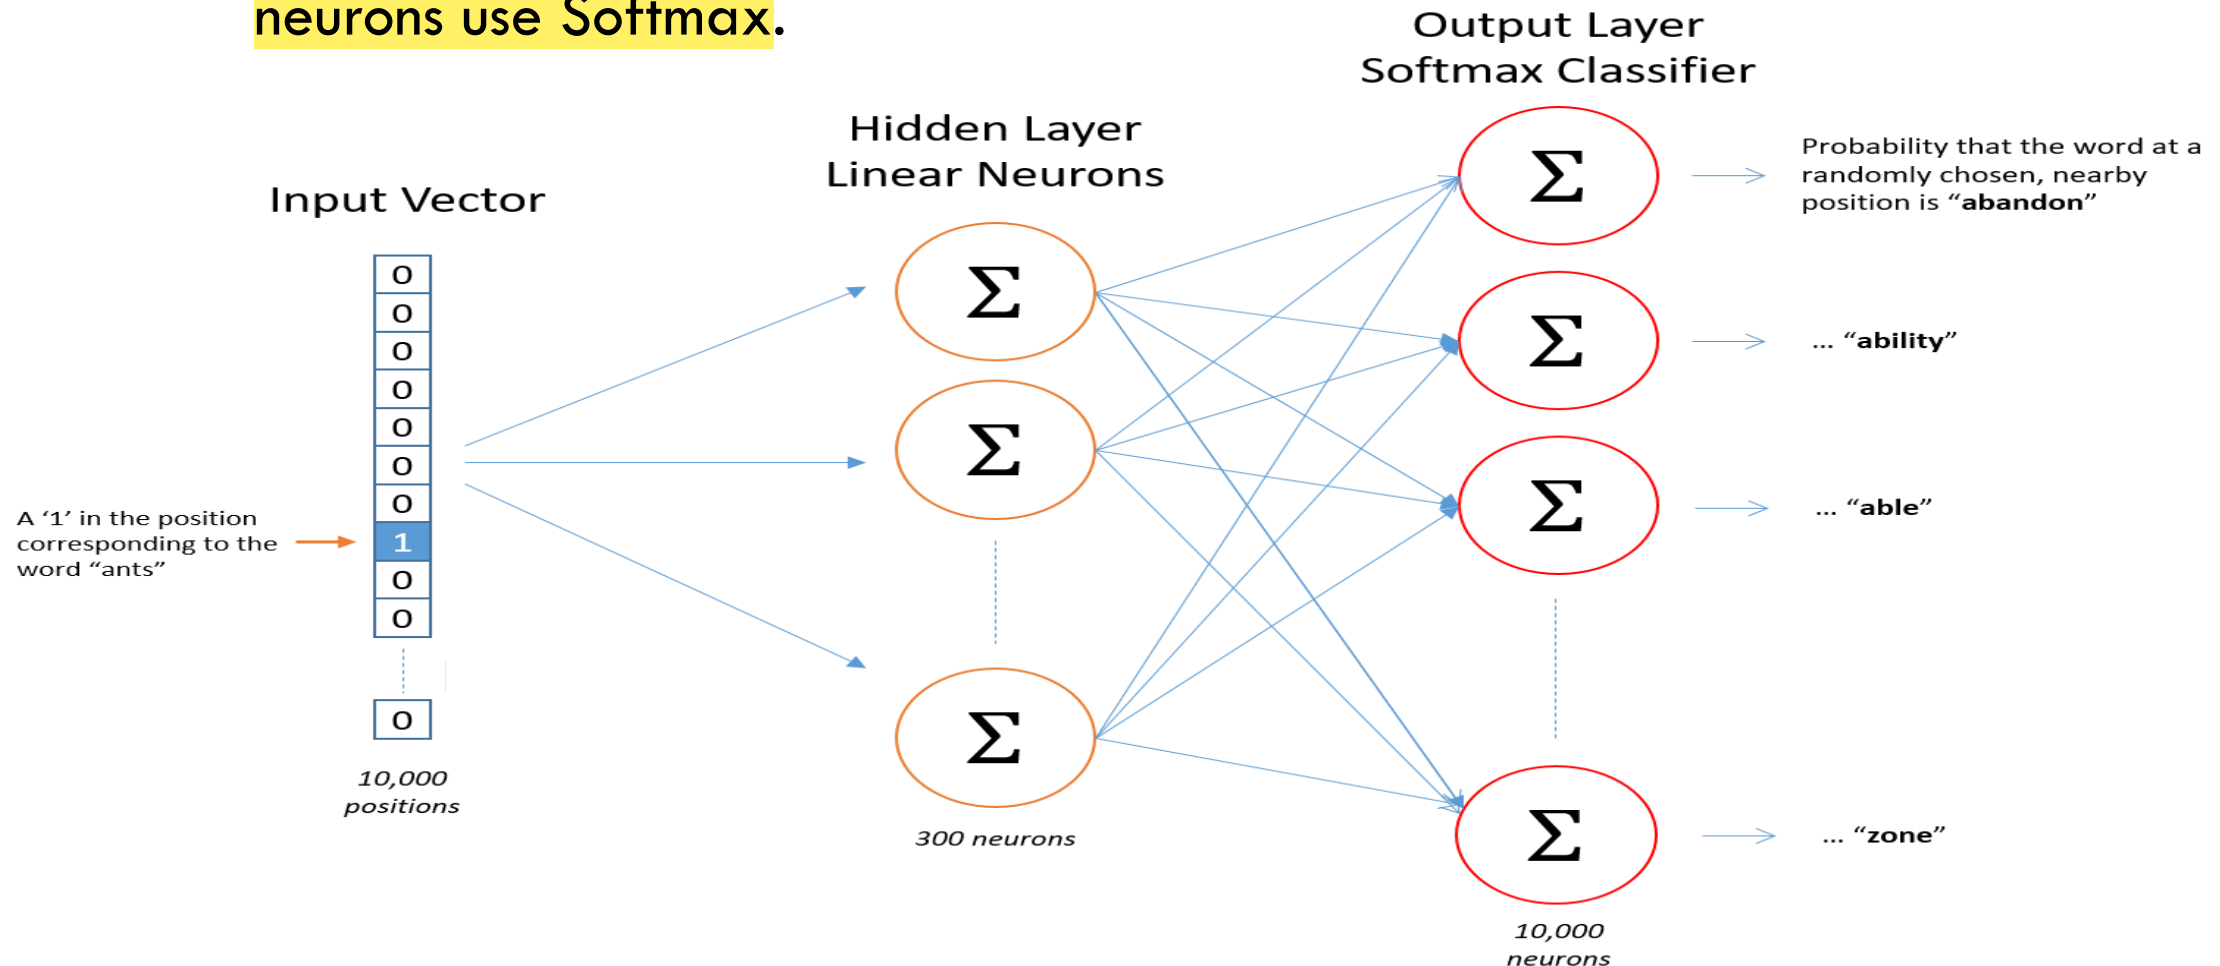 neurons use Softmax.
Output Layer
Softmax Classifier
Hidden Layer
Linear Neurons
Input Vector
0
0
0
0
0
0
0
1
0
0
0
A ‘1’ in the position
corresponding to the
word “ants”
10,000
positions
Σ
Σ
Σ
300 neurons
Σ
Σ
Σ
Σ
10,000
neurons
Probability that the word at a
randomly chosen, nearby
position is “abandon”
... “ability”
... “able”
... “zone”